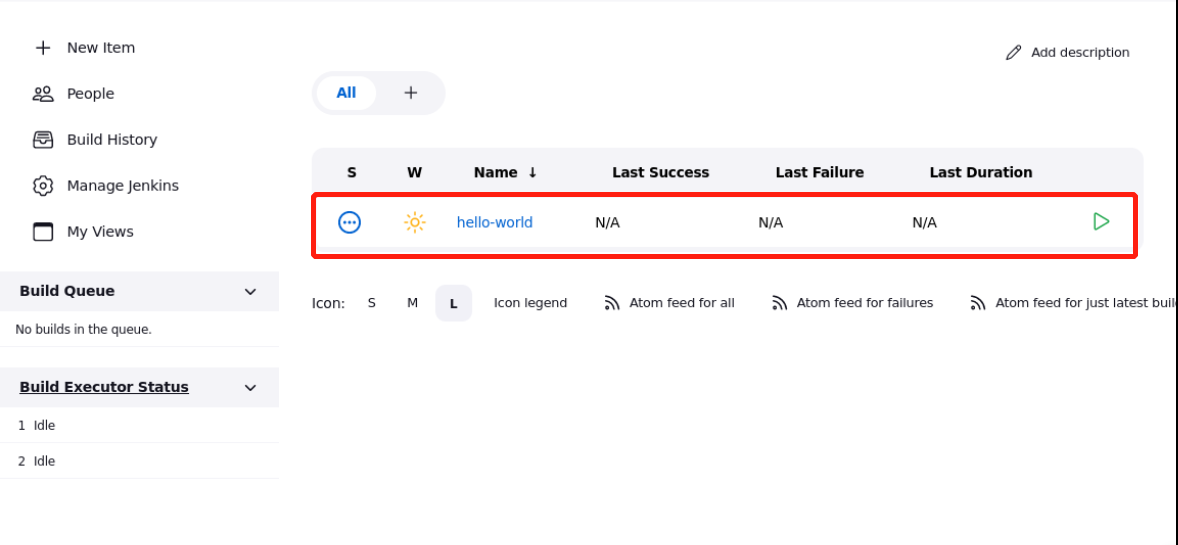 New Item
People
Build History
Manage Jenkins
My Views
Build Queue
No builds in the queue.
Build Executor Status
1 Idle
2 Idle
Add description
All +
S W Name ↓ Last Success Last Failure Last Duration
hello-world N/A N/A N/A
Icon: S M L Icon legend Atom feed for all Atom feed for failures Atom feed for just latest